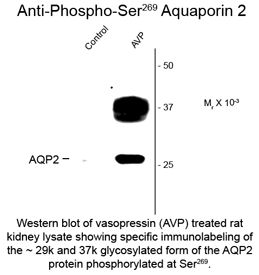 Anti-Phospho-Ser²⁶⁹ Aquaporin 2
Control
AVP
- 50
- 37
Mᵣ X 10⁻³
AQP2 –
- 25
Western blot of vasopressin (AVP) treated rat
kidney lysate showing specific immunolabeling of
the ~ 29k and 37k glycosylated form of the AQP2
protein phosphorylated at Ser²⁶⁹.